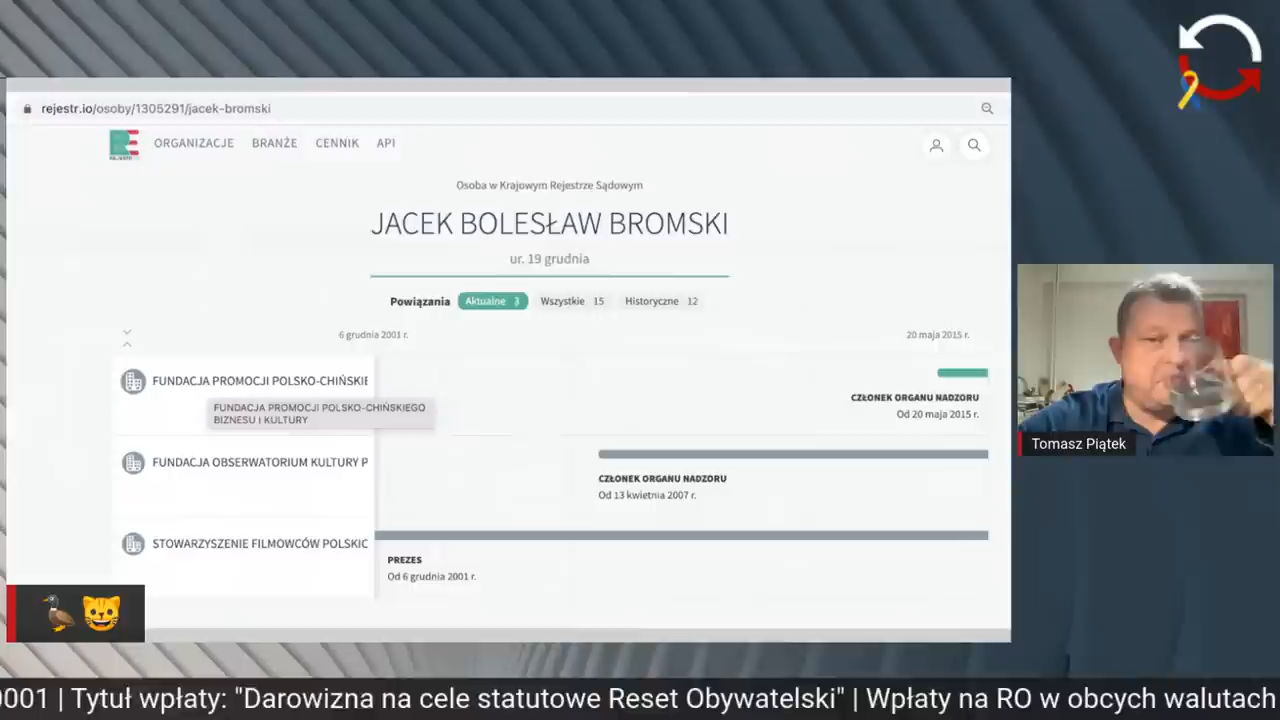 rejestr.io/osoby/1305291/jacek-bromski
ORGANIZACJE BRANŻE CENNIK API
Osoba w Krajowym Rejestrze Sądowym
JACEK BOLESŁAW BROMSKI
ur. 19 grudnia
Powiązania Aktualne 3 Wszystkie 15 Historyczne 12
6 grudnia 2001 r. 20 maja 2015 r.
FUNDACJA PROMOCJI POLSKO-CHIŃSKIE
FUNDACJA PROMOCJI POLSKO-CHIŃSKIEGO
BIZNESU i KULTURY
CZŁONEK ORGANU NADZORU
Od 20 maja 2015 r.
FUNDACJA OBSERWATORIUM KULTURY P
CZŁONEK ORGANU NADZORU
Od 13 kwietnia 2007 r.
STOWARZYSZENIE FILMOWCÓW POLSKIC
PREZES
Od 6 grudnia 2001 r.
Tomasz Piątek
0001 | Tytuł wpłaty: "Darowizna na cele statutowe Reset Obywatelski" | Wpłaty na RO w obcych walutach